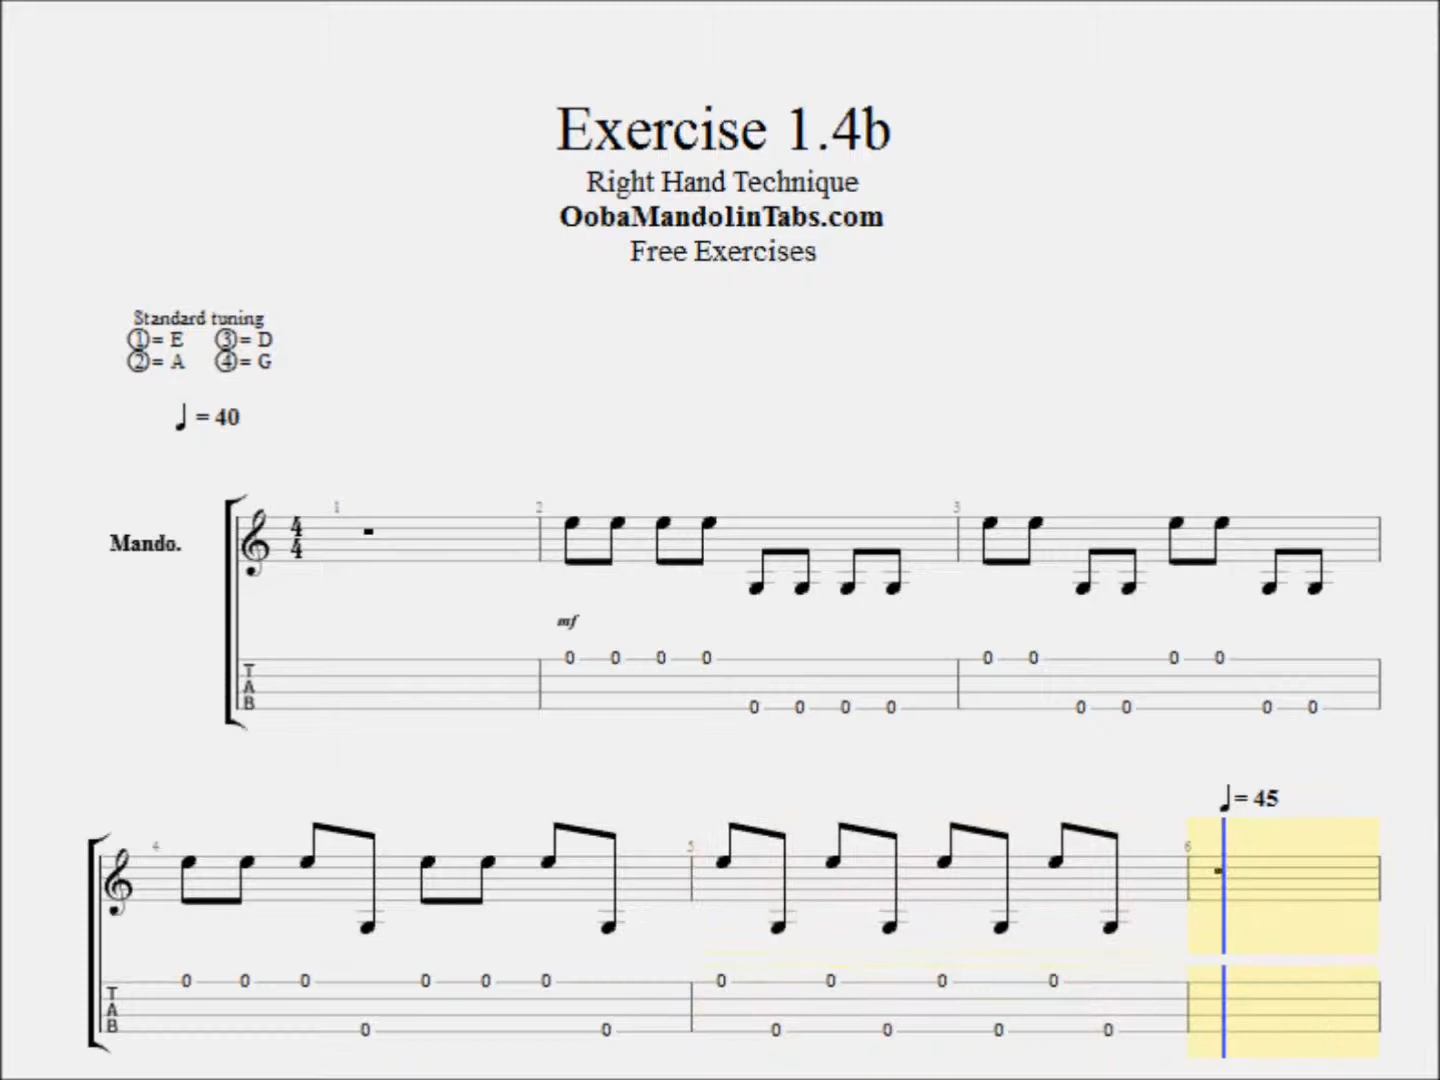 Exercise 1.4b
Right Hand Technique
OobaMandolinTabs.com
Free Exercises
Standard tuning
①= E ③= D
②= A ④= G
♩ = 40
Mando.
4
4
1 2 3
mf
T
A
B
0 0 0 0 0 0 0 0 0 0 0 0 0 0 0 0
♩= 45
4 5 6
T
A
B
0 0 0 0 0 0 0 0 0 0 0 0 0 0 0 0